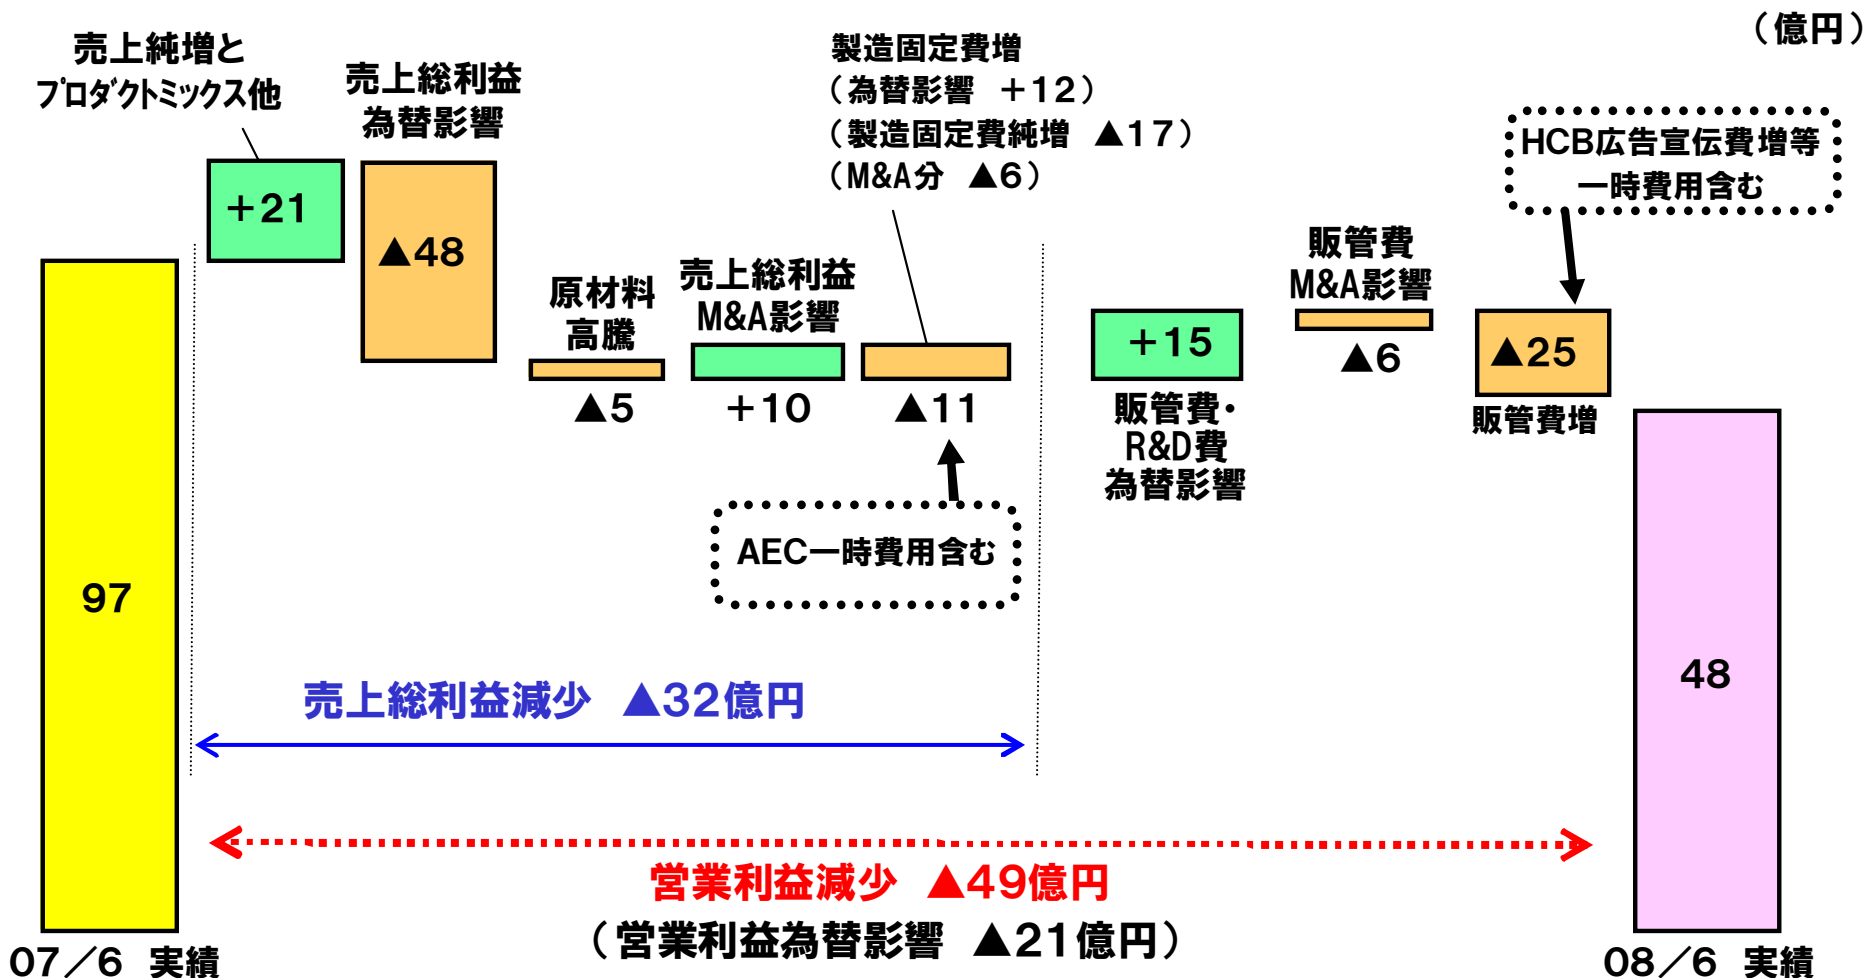 （億円）
売上純増と
プロダクトミックス他
売上総利益
為替影響
製造固定費増
（為替影響　＋12）
（製造固定費純増　▲17）
（M&A分　▲6）
HCB広告宣伝費増等
一時費用含む
＋21
▲48
原材料
高騰
▲5
売上総利益
M&A影響
＋10
▲11
AEC一時費用含む
＋15
販管費・
R&D費
為替影響
販管費
M&A影響
▲6
▲25
販管費増
97
48
売上総利益減少　▲32億円
営業利益減少　▲49億円
（営業利益為替影響　▲21億円）
07／6　実績
08／6　実績